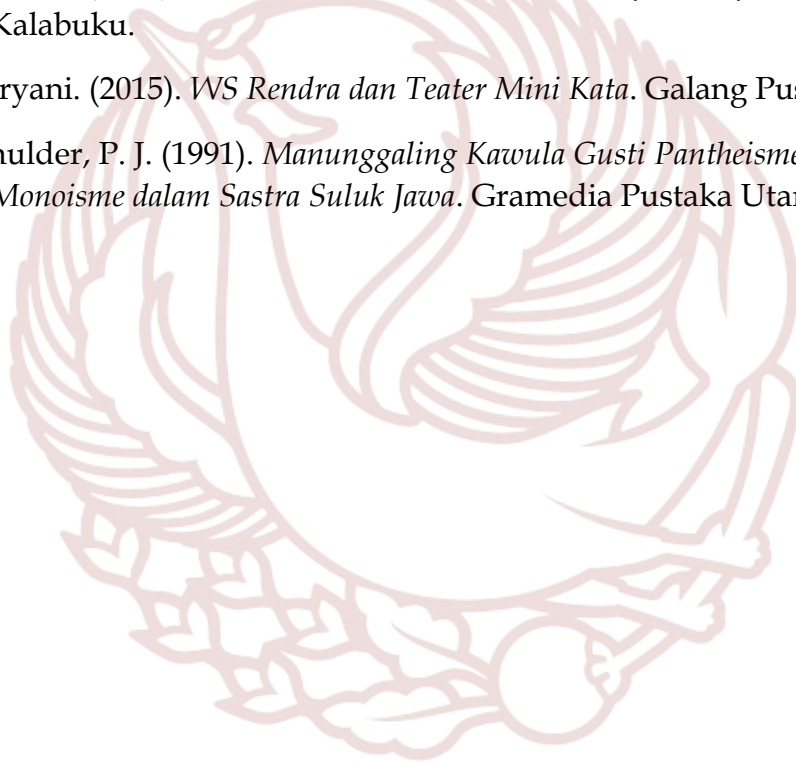 Kalabuku.
ryani. (2015). WS Rendra dan Teater Mini Kata. Galang Pus
nulder, P. J. (1991). Manunggaling Kawula Gusti Pantheisme
Monoisme dalam Sastra Suluk Jawa. Gramedia Pustaka Utar